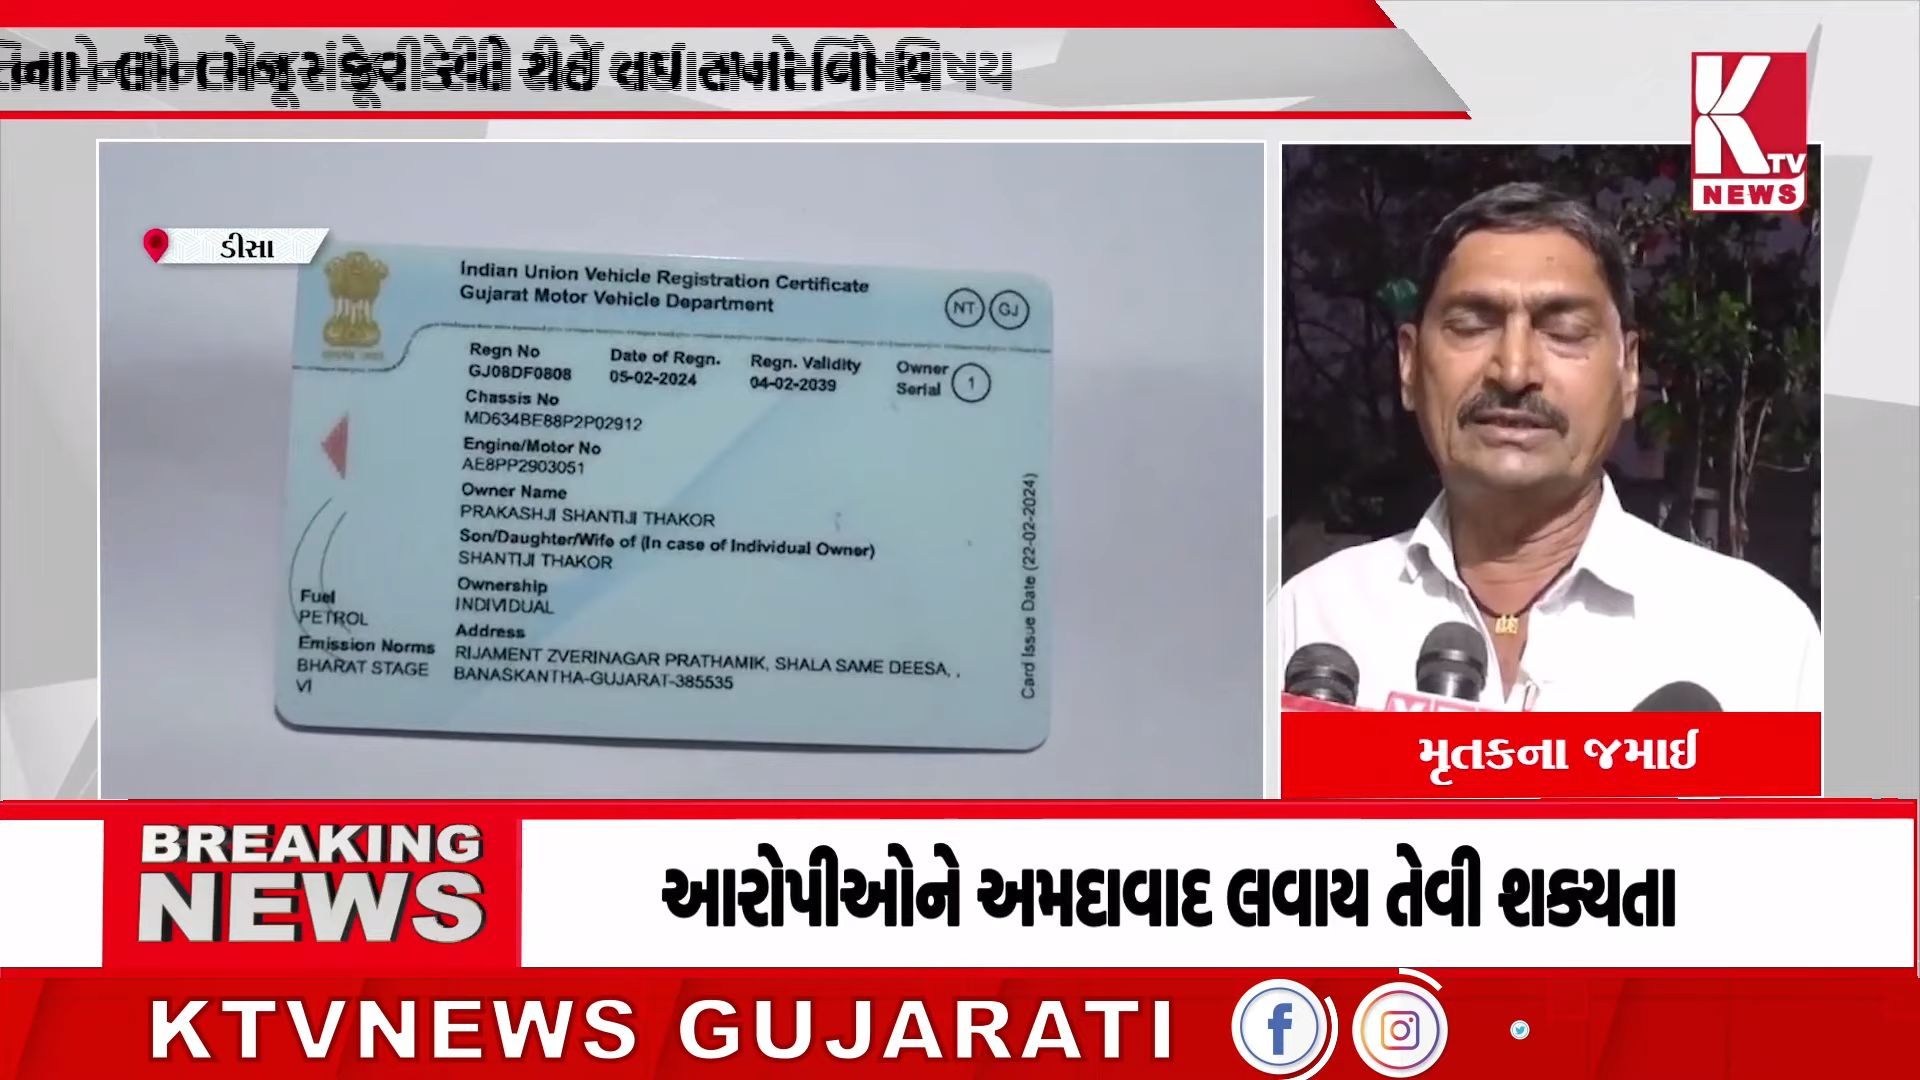 K TV
NEWS
ડીસા
Indian Union Vehicle Registration Certificate
Gujarat Motor Vehicle Department
NT GJ
Regn No
GJ08DF0808
Date of Regn.
05-02-2024
Regn. Validity
04-02-2039
Owner
Serial 1
Chassis No
MD634BE88P2P02912
Engine/Motor No
AE8PP2903051
Owner Name
PRAKASHJI SHANTIJI THAKOR
Son/Daughter/Wife of (In case of Individual Owner)
SHANTIJI THAKOR
Ownership
INDIVIDUAL
Fuel
PETROL
Emission Norms
BHARAT STAGE
VI
Address
RIJAMENT ZVERINAGAR PRATHAMIK, SHALA SAME DEESA, ,
BANASKANTHA-GUJARAT-385535
Card Issue Date (22-02-2024)
મૃતકના જમાઈ
BREAKING
NEWS
આરોપીઓને અમદાવાદ લવાય તેવી શક્યતા
KTVNEWS GUJARATI